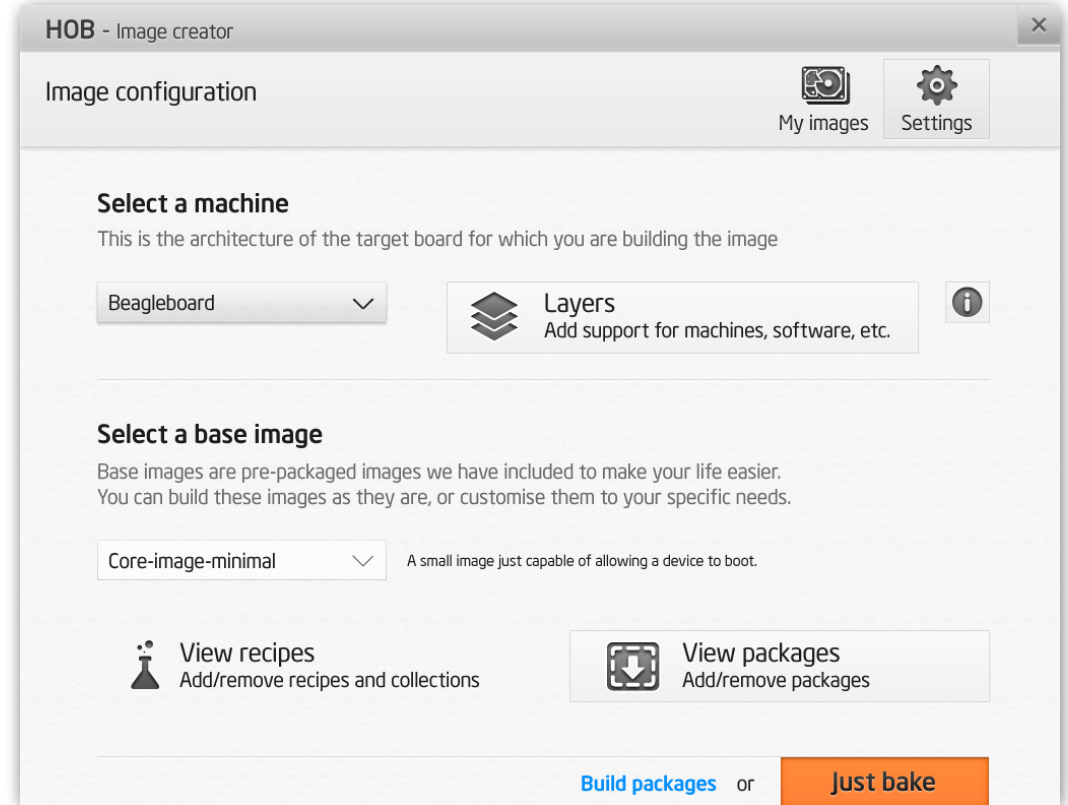 HOB - Image creator
Image configuration
My images
Settings
Select a machine
This is the architecture of the target board for which you are building the image
Beagleboard
Layers
Add support for machines, software, etc.
Select a base image
Base images are pre-packaged images we have included to make your life easier.
You can build these images as they are, or customise them to your specific needs.
Core-image-minimal
A small image just capable of allowing a device to boot.
View recipes
Add/remove recipes and collections
View packages
Add/remove packages
Build packages or
Just bake